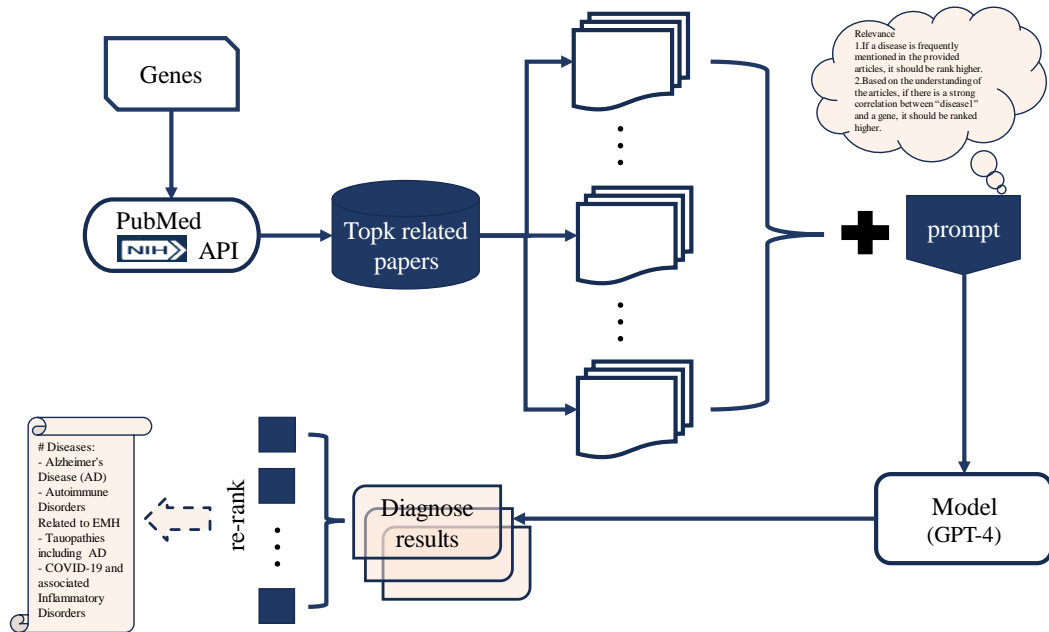 Genes
PubMed
NIH
API
Topk related
papers
Relevance
1.If a disease is frequently
mentioned in the provided
articles, it should be rank higher.
2.Based on the understanding of
the articles, if there is a strong
correlation between “disease1”
and a gene, it should be ranked
higher.
prompt
Model
(GPT-4)
Diagnose
results
re-rank
# Diseases:
- Alzheimer's
Disease (AD)
- Autoimmune
Disorders
Related to EMH
- Tauopathies
including AD
- COVID-19 and
associated
Inflammatory
Disorders